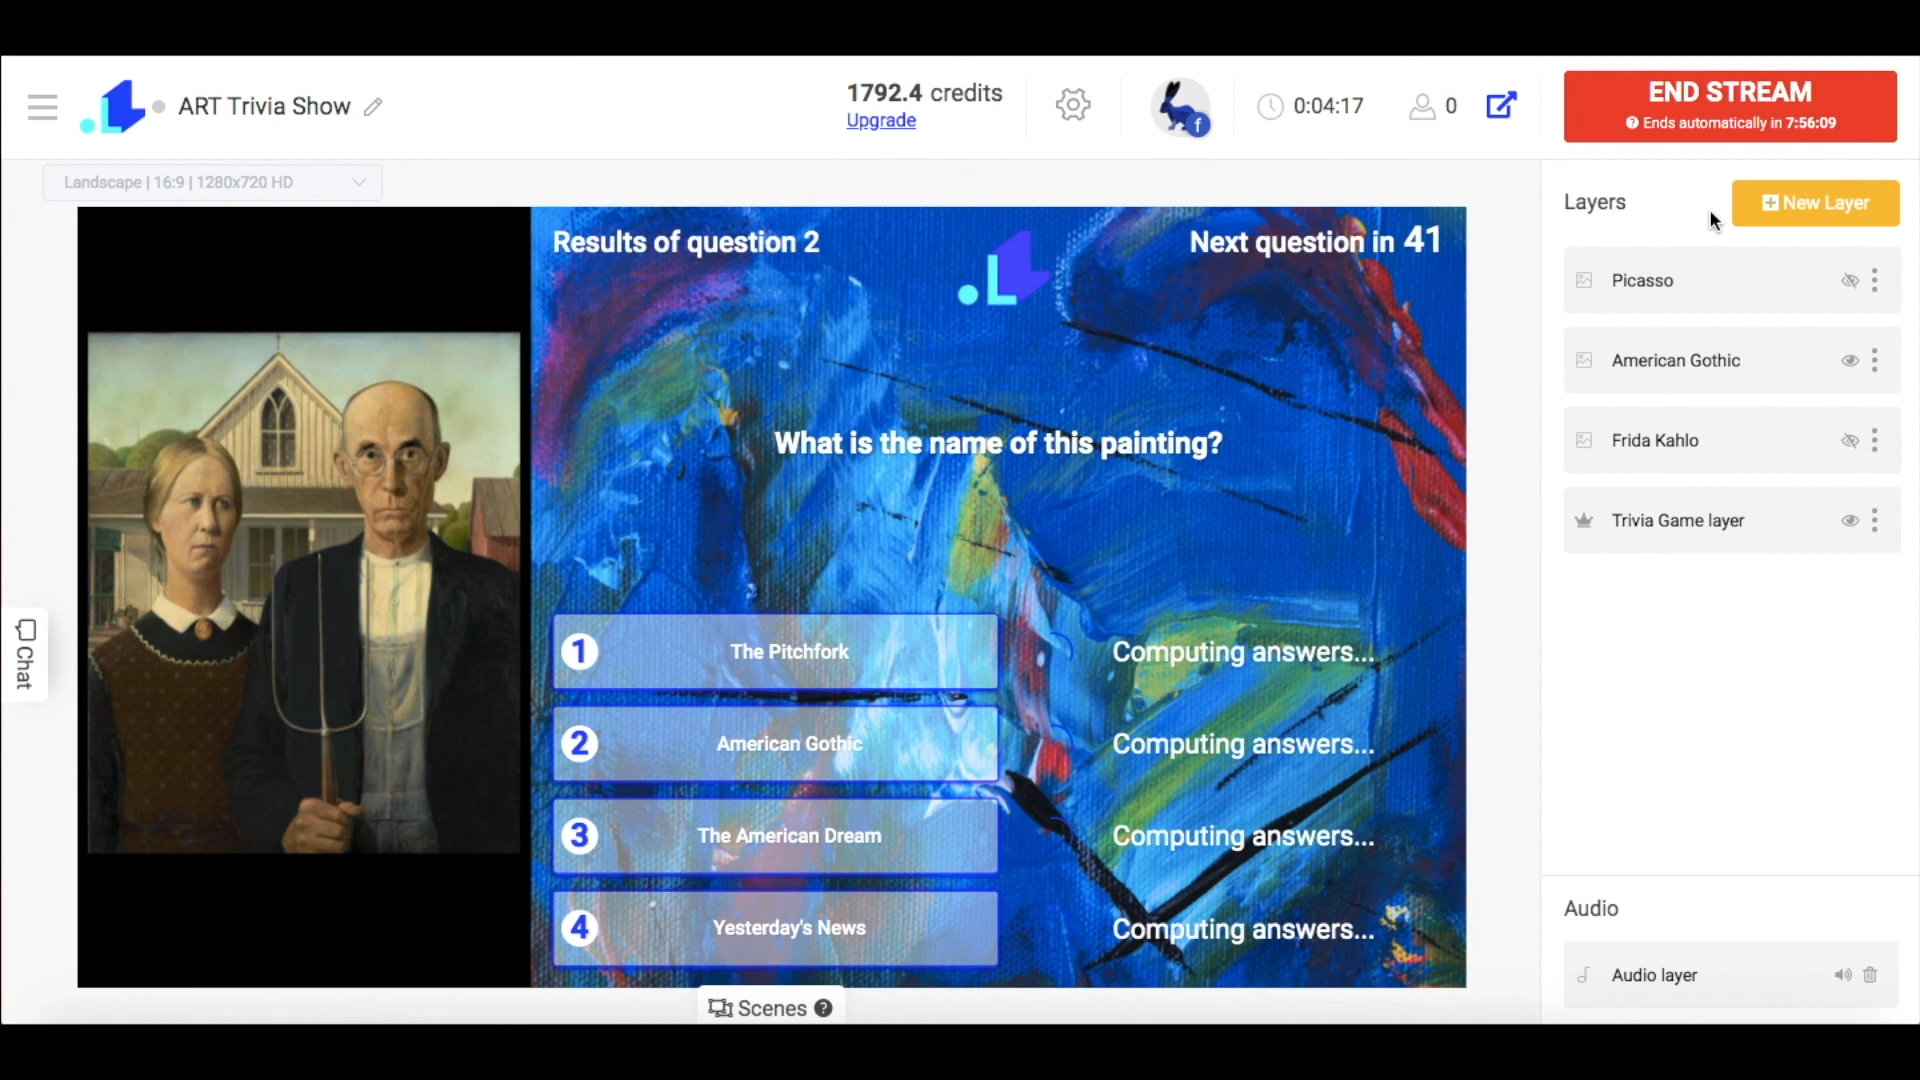 ART Trivia Show
1792.4 credits
Upgrade
f
0:04:17
0
END STREAM
Ends automatically in 7:56:09
Landscape | 16:9 | 1280x720 HD
Layers
New Layer
Results of question 2
Next question in 41
L
Picasso
American Gothic
Frida Kahlo
Trivia Game layer
What is the name of this painting?
1 The Pitchfork Computing answers...
2 American Gothic Computing answers...
3 The American Dream Computing answers...
4 Yesterday's News Computing answers...
Chat
Scenes ?
Audio
Audio layer